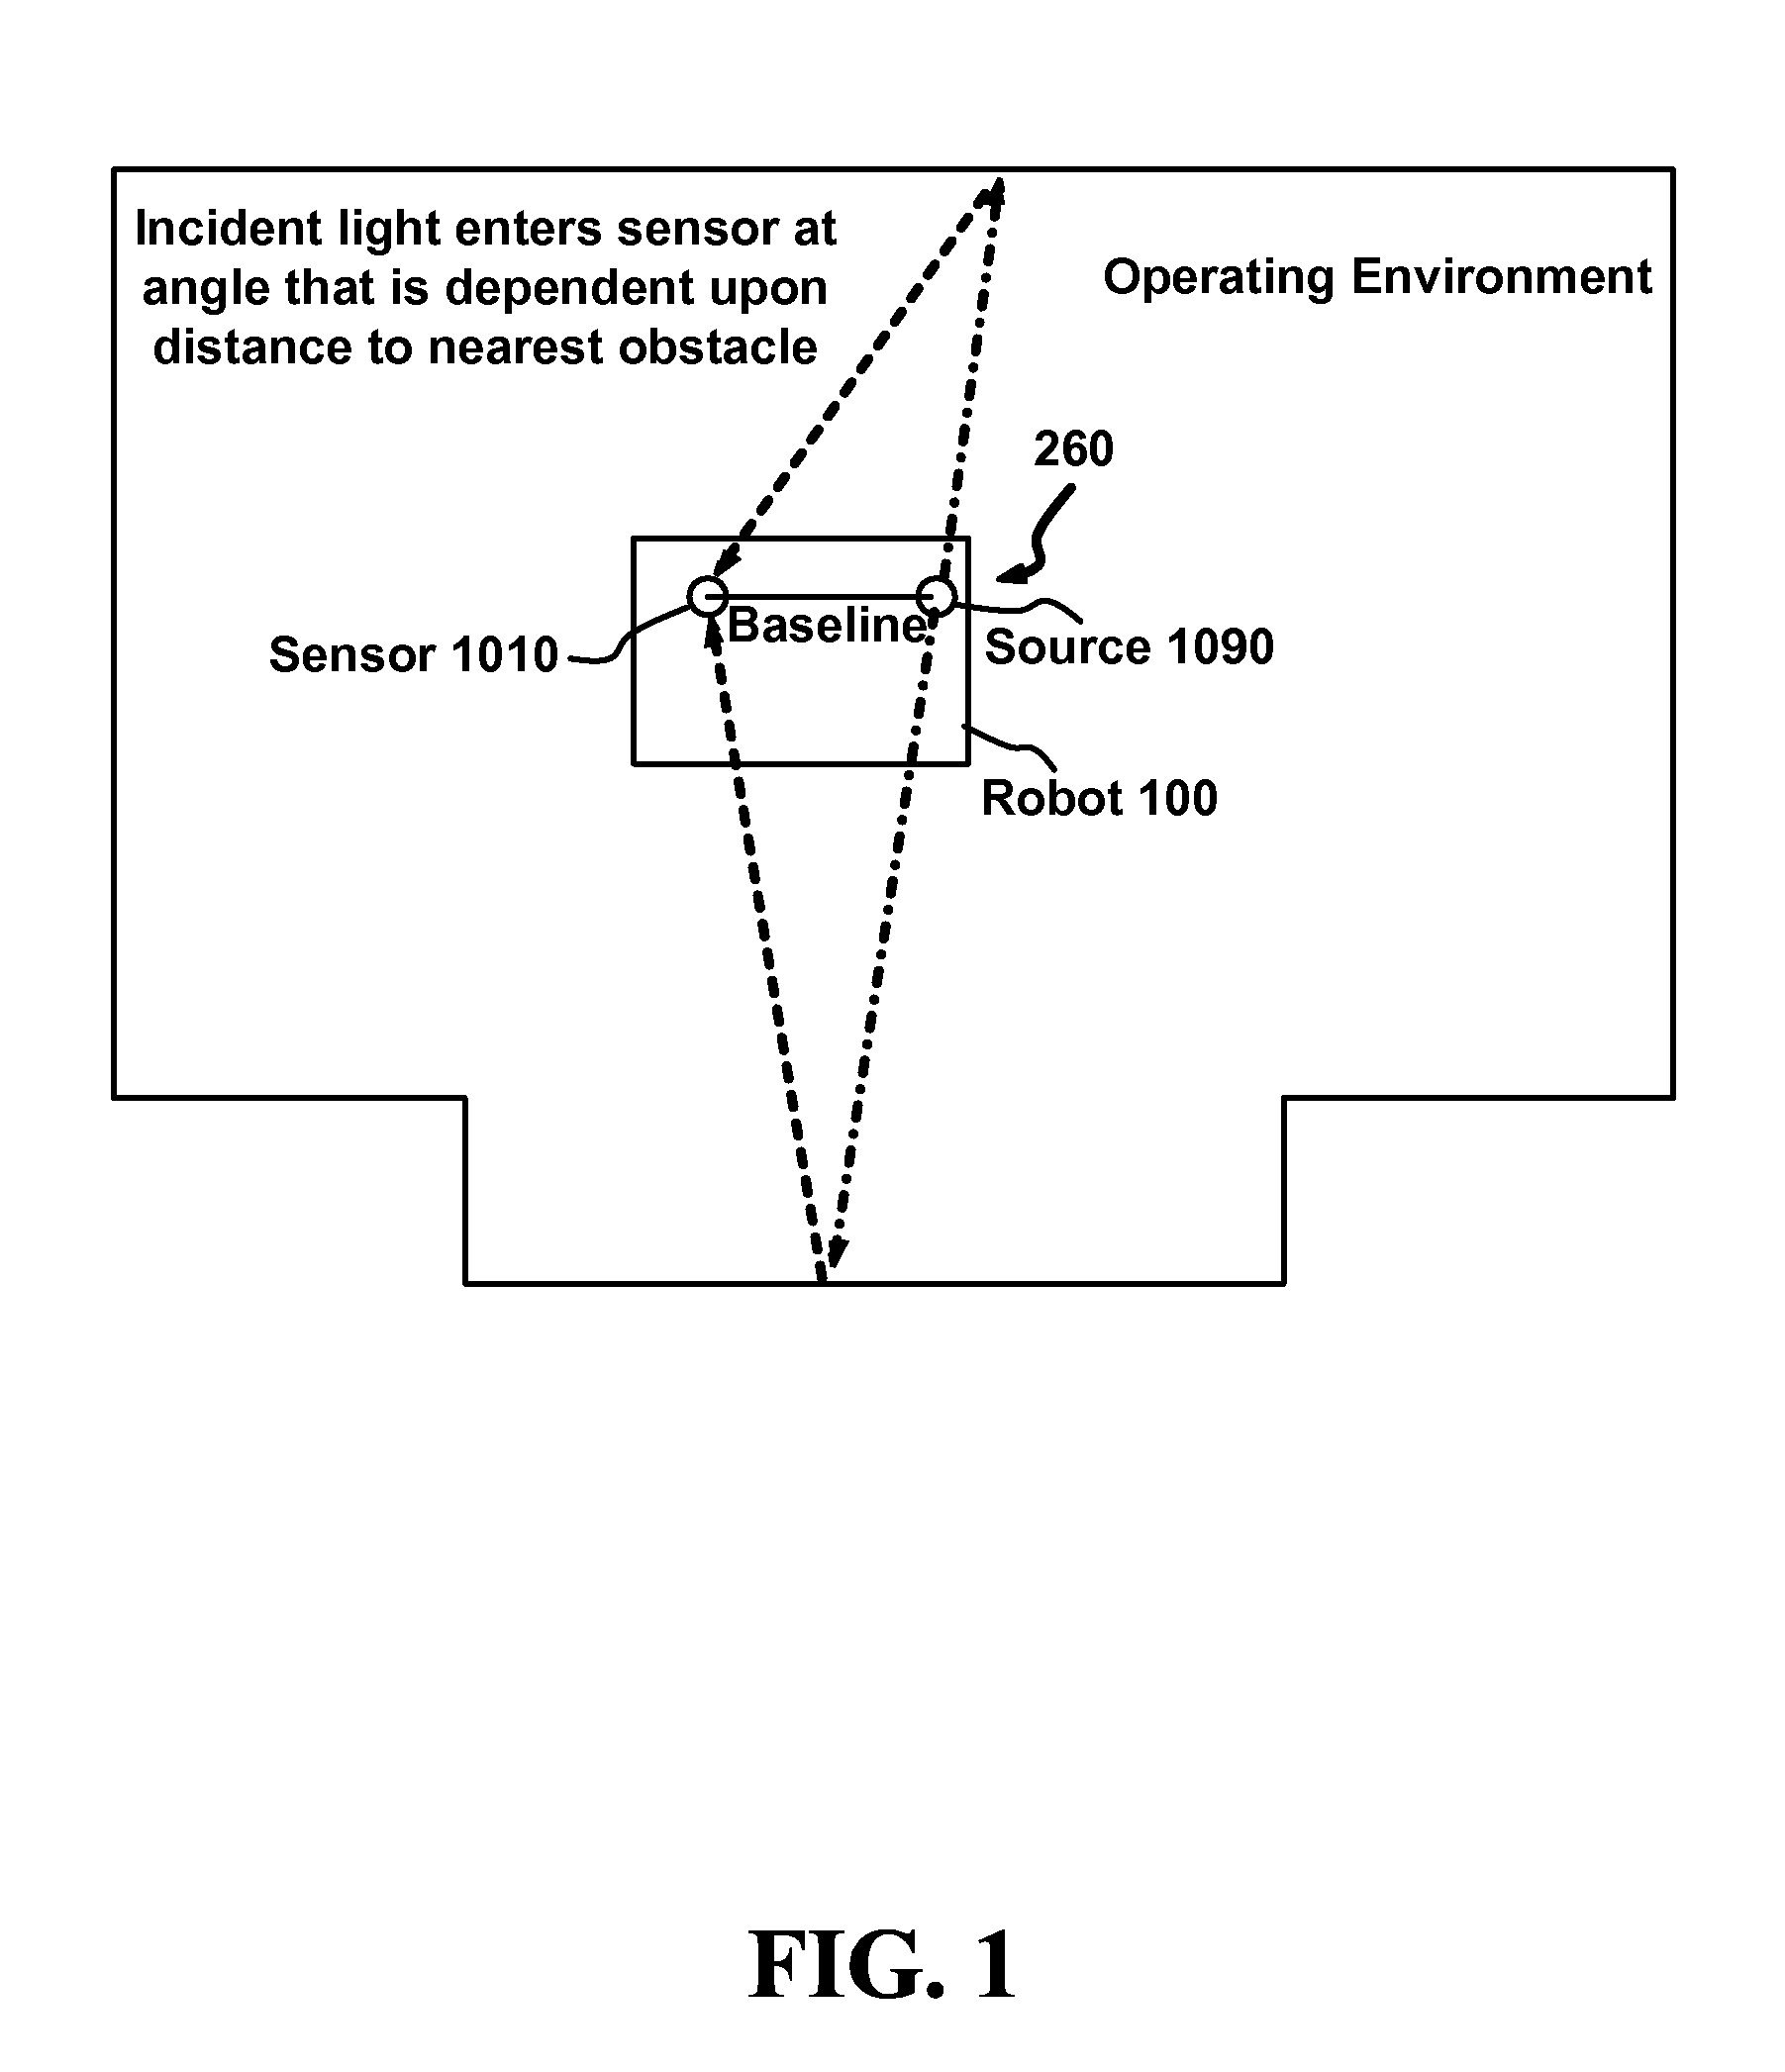 Incident light enters sensor at
angle that is dependent upon
distance to nearest obstacle
Operating Environment
260
Baseline
Sensor 1010
Source 1090
Robot 100
FIG. 1